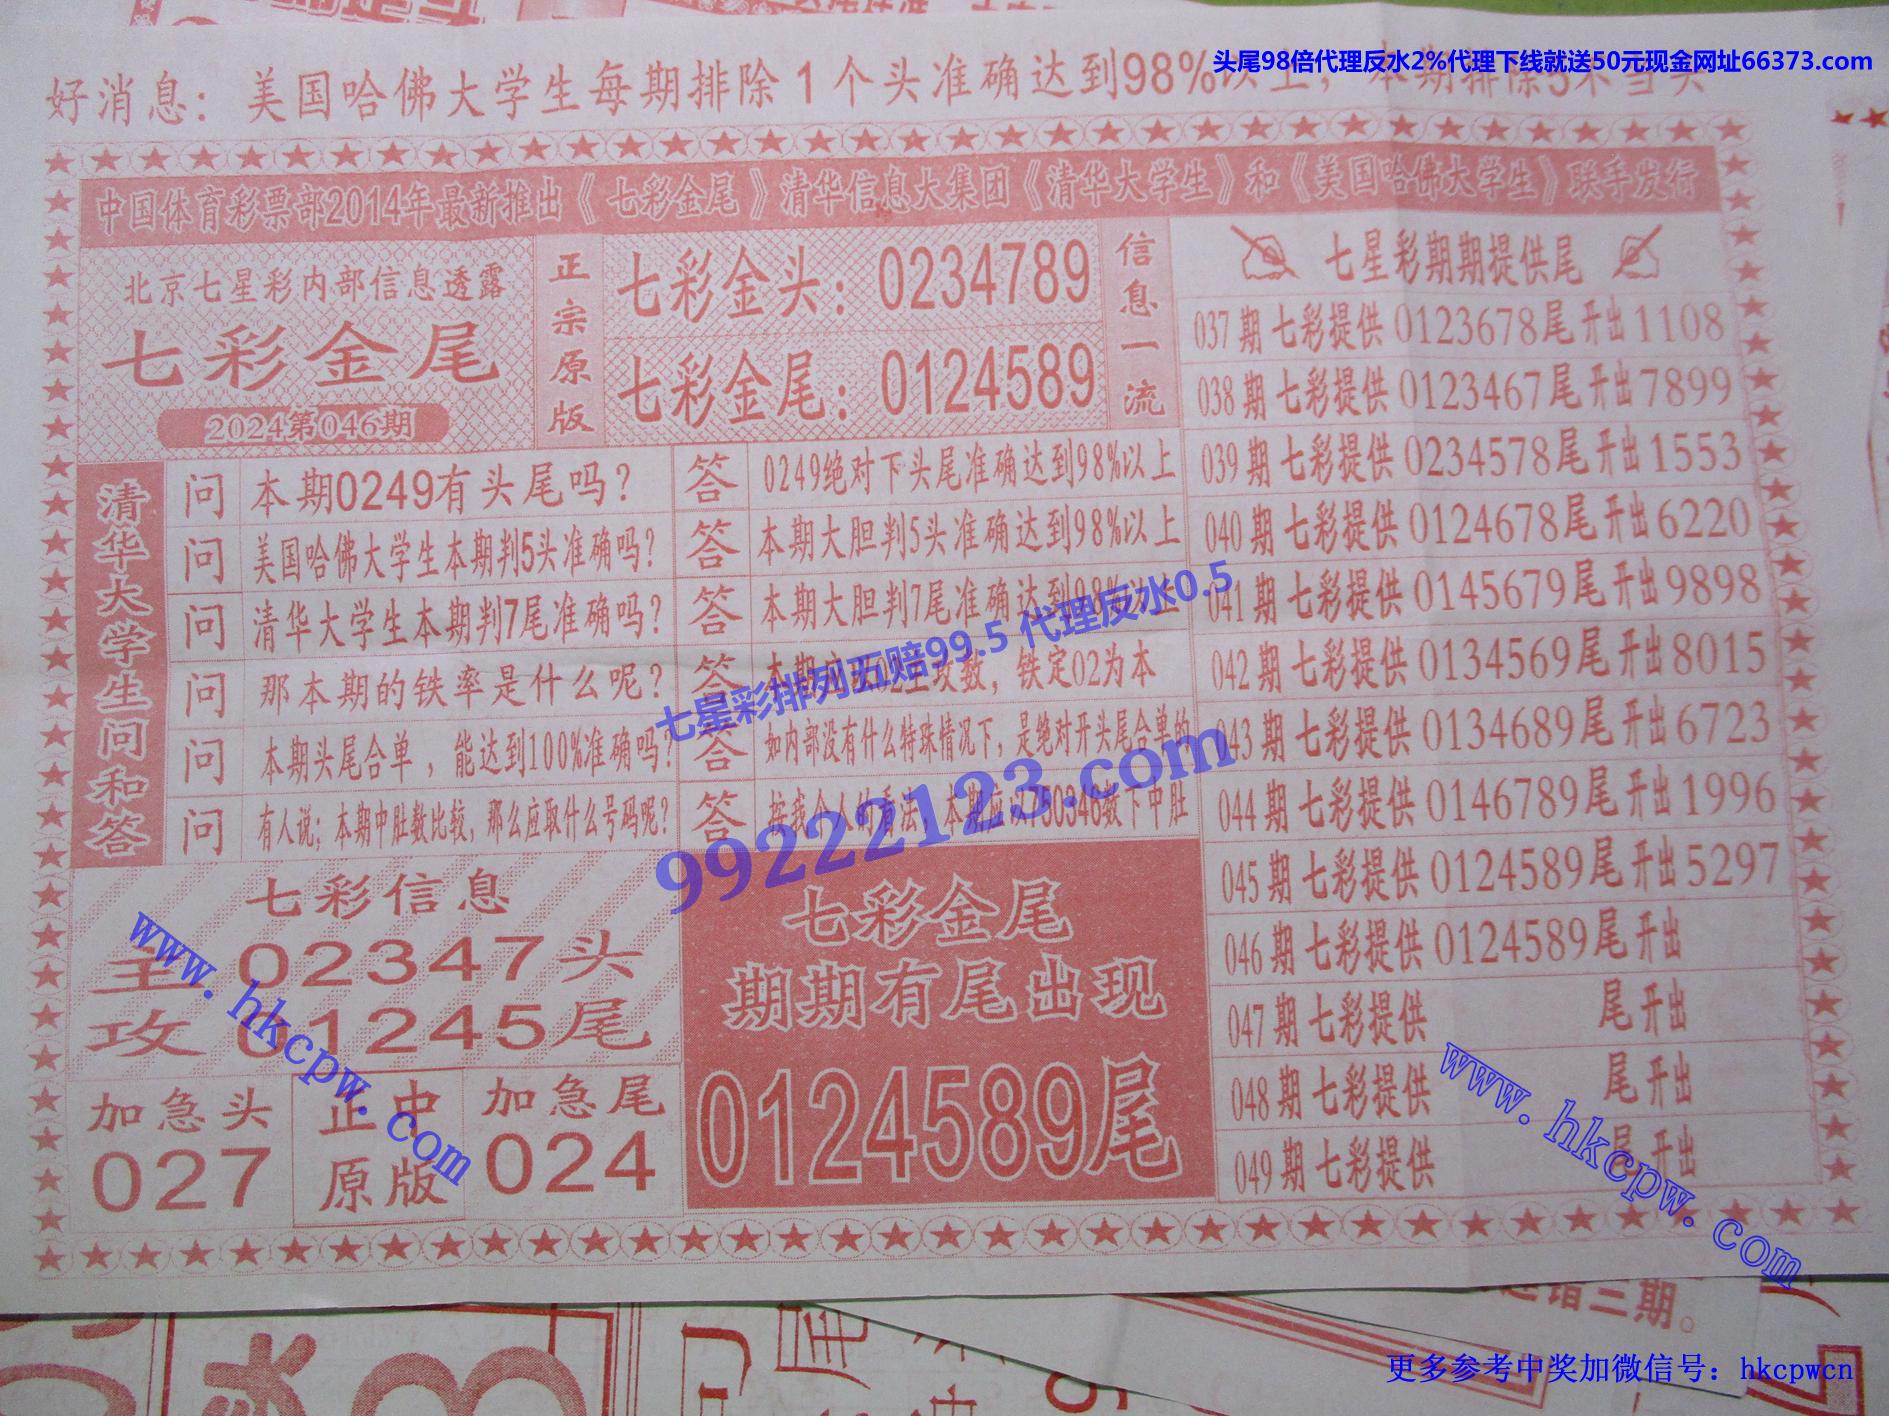 头尾98倍代理反水2%代理下线就送50元现金网址66373.com
好消息：美国哈佛大学生每期排除1个头准确达到98%以上，本期排除5不当头
中国体育彩票部2014年最新推出《七彩金尾》清华信息大集团《清华大学生》和《美国哈佛大学生》联手发行
北京七星彩内部信息透露
七彩金尾
2024第046期
正宗原版
七彩金头：0234789
七彩金尾：0124589
信息一流
清华大学生问和答
问 本期0249有头尾吗？ 答 0249绝对下头尾准确达到98%以上
问 美国哈佛大学生本期判5头准确吗？ 答 本期大胆判5头准确达到98%以上
问 清华大学生本期判7尾准确吗？ 答 本期大胆判7尾准确达到98%以上
问 那本期的铁率是什么呢？ 答 本期 数，铁定02为本
问 本期头尾合单，能达到100%准确吗？ 答 如内部没有什么特珠情况下，是绝对开头尾合单的
问 有人说；本期中肚数比较，那么应取什么号码呢？ 答 按我个人的看法，本期应 数下中肚
七彩信息
主攻 02347头
01245尾
加急头
027
正中原版
加急尾
024
七彩金尾
期期有尾出现
0124589尾
七星彩期期提供尾
037期七彩提供0123678尾开出1108
038期七彩提供0123467尾开出7899
039期七彩提供0234578尾开出1553
040期七彩提供0124678尾开出6220
041期七彩提供0145679尾开出9898
042期七彩提供0134569尾开出8015
043期七彩提供0134689尾开出6723
044期七彩提供0146789尾开出1996
045期七彩提供0124589尾开出5297
046期七彩提供0124589尾开出
047期七彩提供 尾开出
048期七彩提供 尾开出
049期七彩提供 尾开出
七星彩排列五赔99.5 代理反水0.5
99222123.com
www.hkcpw.com
www.hkcpw.com
三期。
更多参考中奖加微信号：hkcpwcn